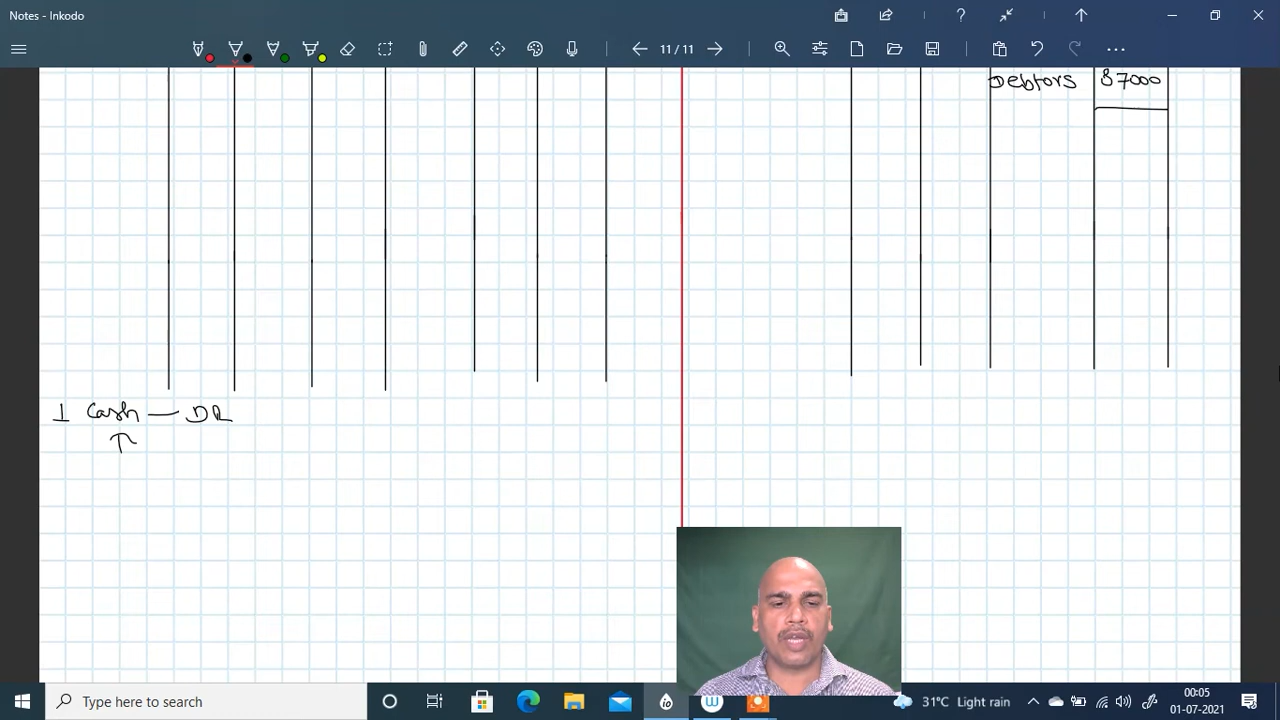 Notes - Inkodo
11 / 11
Debtors $7000
1 Cash — DR
Type here to search
31°C Light rain
00:05
01-07-2021